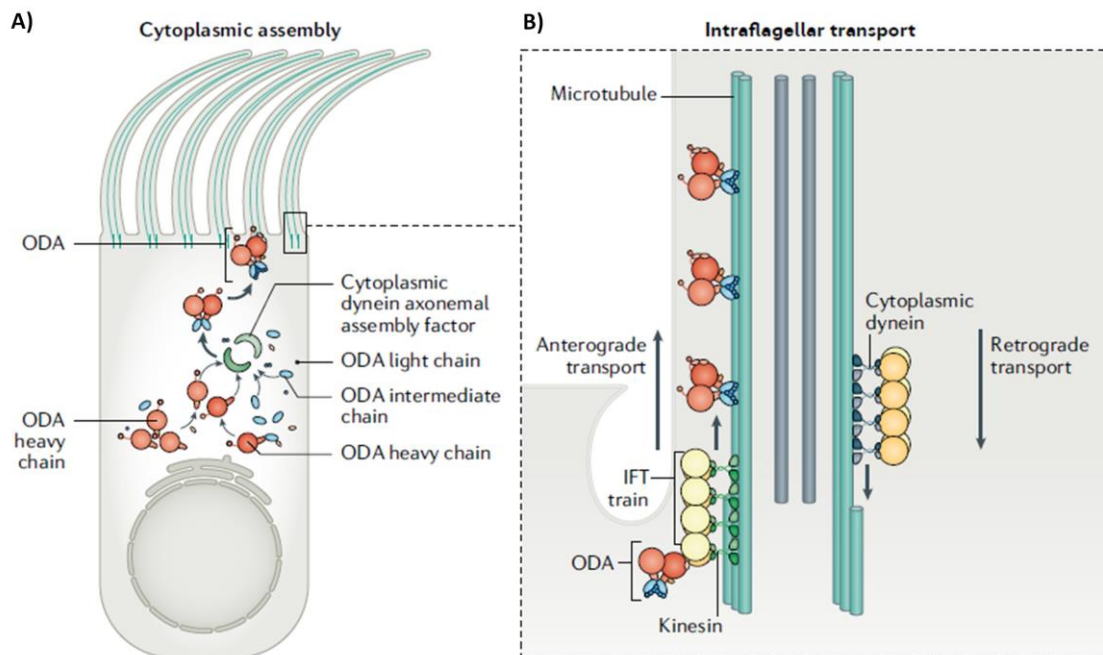 A)
Cytoplasmic assembly
ODA
Cytoplasmic
dynein axonemal
assembly factor
ODA light chain
ODA intermediate
chain
ODA heavy chain
ODA
heavy
chain
B)
Intraflagellar transport
Microtubule
Anterograde
transport
Cytoplasmic
dynein
Retrograde
transport
IFT
train
ODA
Kinesin